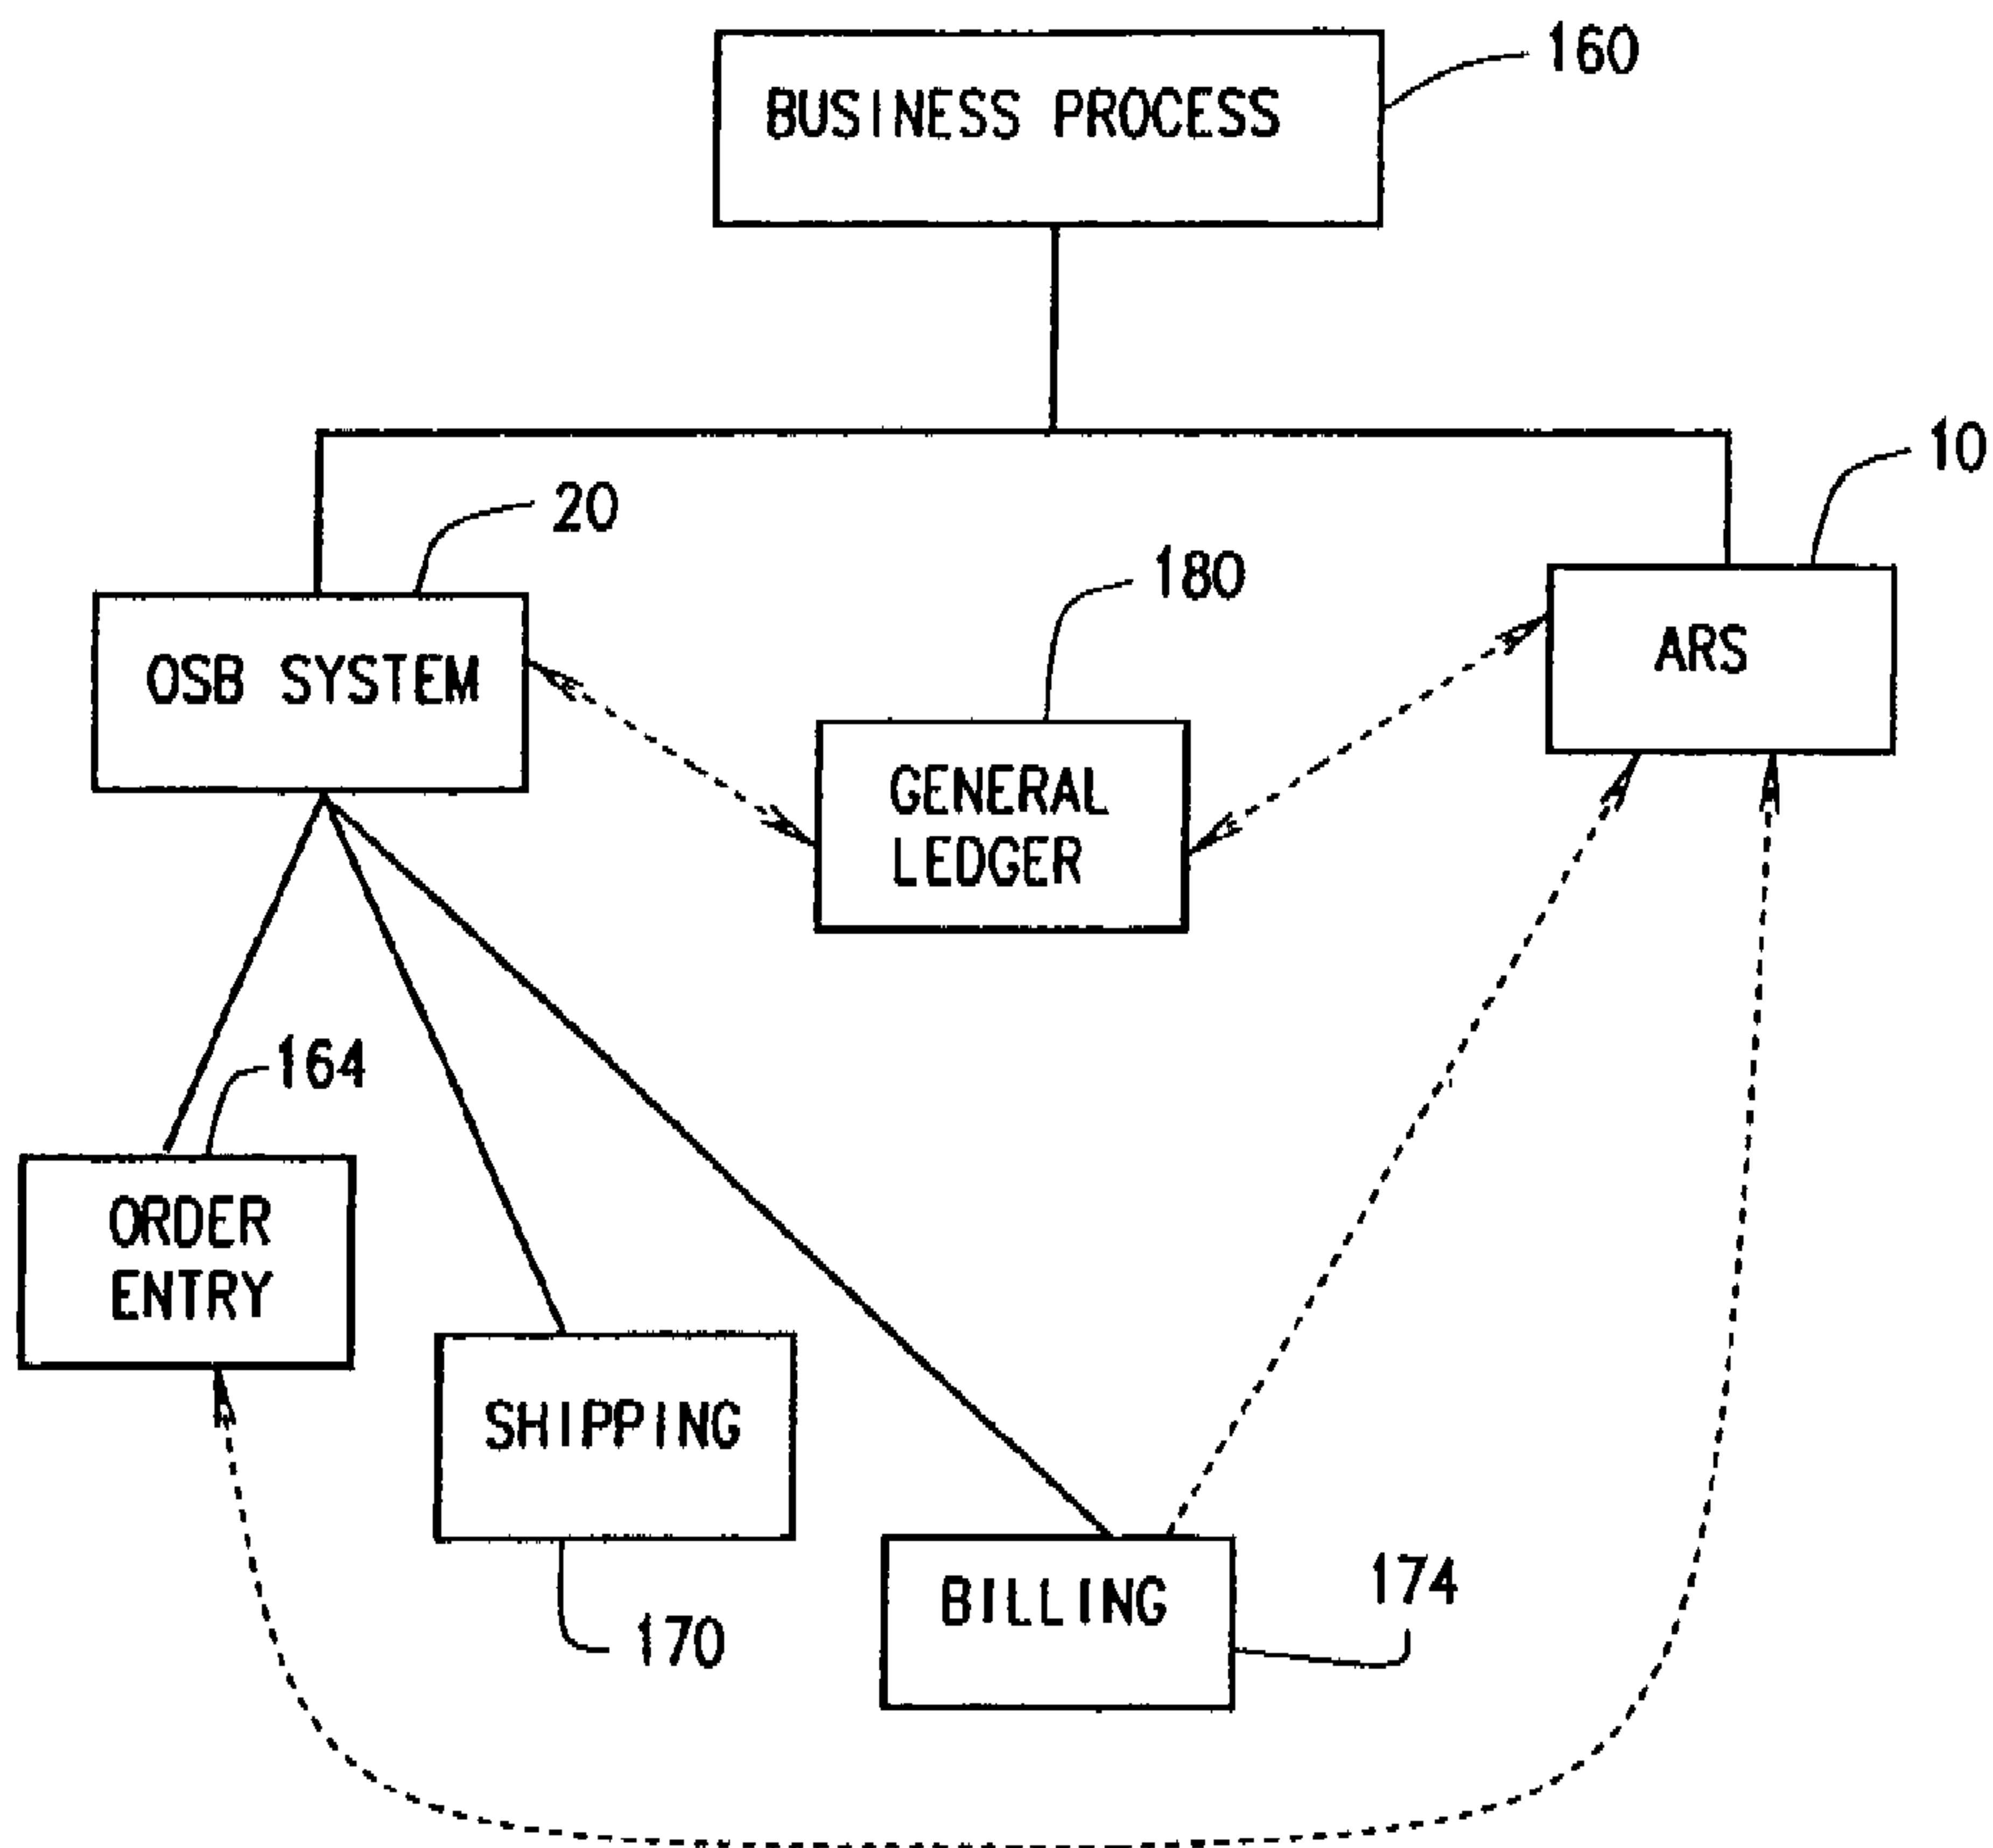 160
BUSINESS PROCESS
10
20
180
OSB SYSTEM
ARS
GENERAL
LEDGER
164
ORDER
ENTRY
SHIPPING
174
BILLING
170